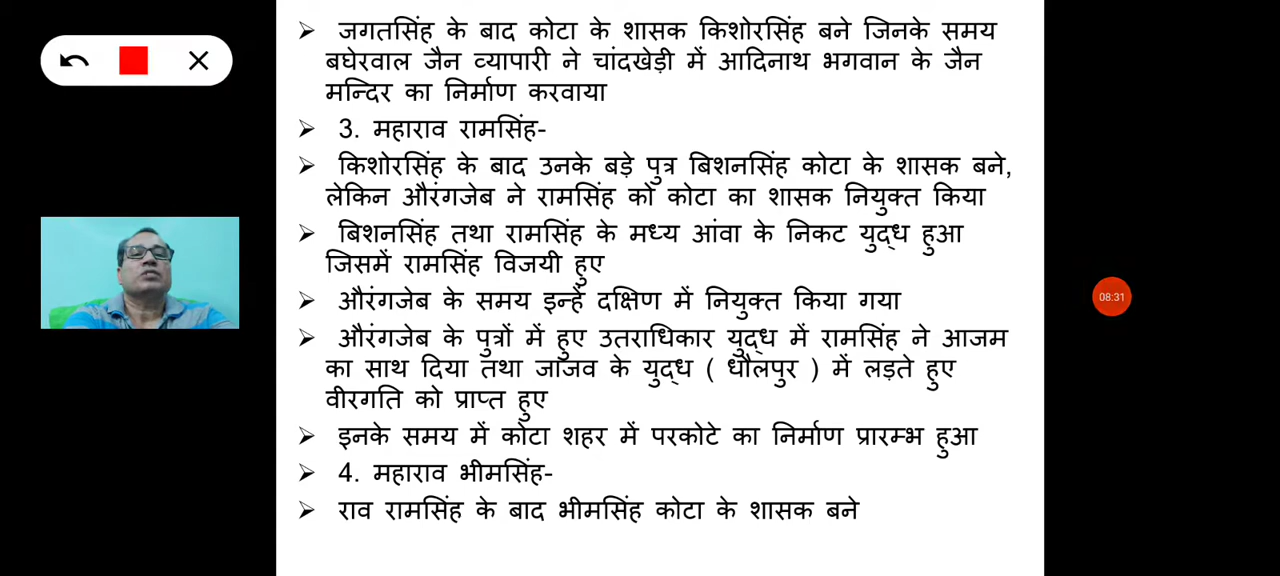 ➢ जगतसिंह के बाद कोटा के शासक किशोरसिंह बने जिनके समय
बघेरवाल जैन व्यापारी ने चांदखेड़ी में आदिनाथ भगवान के जैन
मन्दिर का निर्माण करवाया
➢ 3. महाराव रामसिंह-
➢ किशोरसिंह के बाद उनके बड़े पुत्र बिशनसिंह कोटा के शासक बने,
लेकिन औरंगजेब ने रामसिंह को कोटा का शासक नियुक्त किया
➢ बिशनसिंह तथा रामसिंह के मध्य आंवा के निकट युद्ध हुआ
जिसमें रामसिंह विजयी हुए
➢ औरंगजेब के समय इन्हें दक्षिण में नियुक्त किया गया
➢ औरंगजेब के पुत्रों में हुए उतराधिकार युद्ध में रामसिंह ने आजम
का साथ दिया तथा जाजव के युद्ध ( धौलपुर ) में लड़ते हुए
वीरगति को प्राप्त हुए
➢ इनके समय में कोटा शहर में परकोटे का निर्माण प्रारम्भ हुआ
➢ 4. महाराव भीमसिंह-
➢ राव रामसिंह के बाद भीमसिंह कोटा के शासक बने
08:31